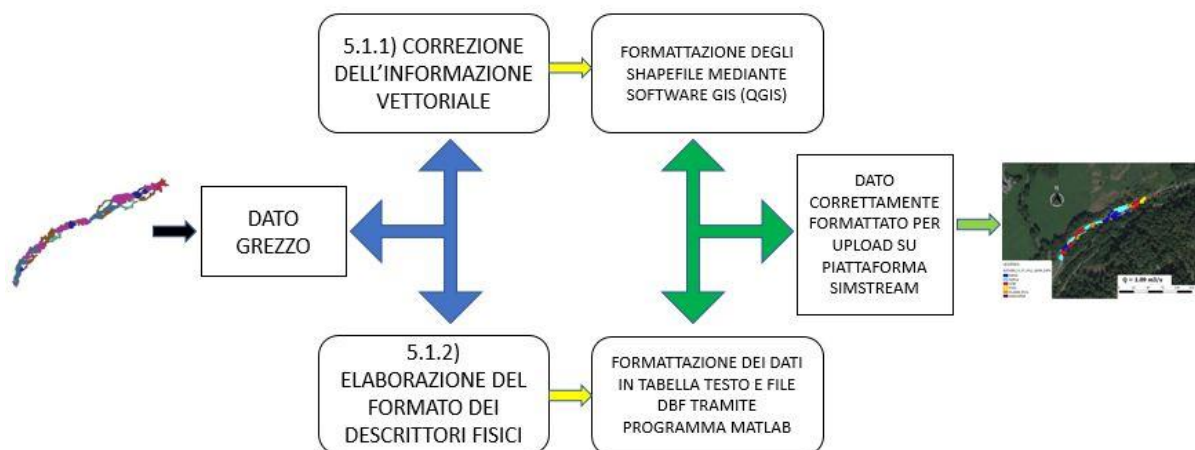 5.1.1) CORREZIONE
DELL'INFORMAZIONE
VETTORIALE
FORMATTAZIONE DEGLI
SHAPEFILE MEDIANTE
SOFTWARE GIS (QGIS)
DATO
GREZZO
DATO
CORRETTAMENTE
FORMATTATO PER
UPLOAD SU
PIATTAFORMA
SIMSTREAM
5.1.2)
ELABORAZIONE DEL
FORMATO DEI
DESCRITTORI FISICI
FORMATTAZIONE DEI DATI
IN TABELLA TESTO E FILE
DBF TRAMITE
PROGRAMMA MATLAB